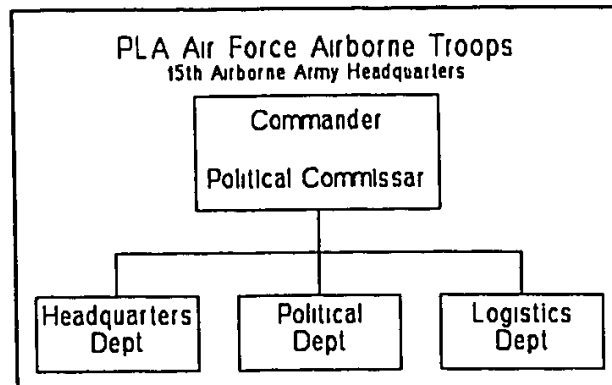 PLA Air Force Airborne Troops
15th Airborne Army Headquarters
Commander
Political Commissar
Headquarters
Dept
Political
Dept
Logistics
Dept